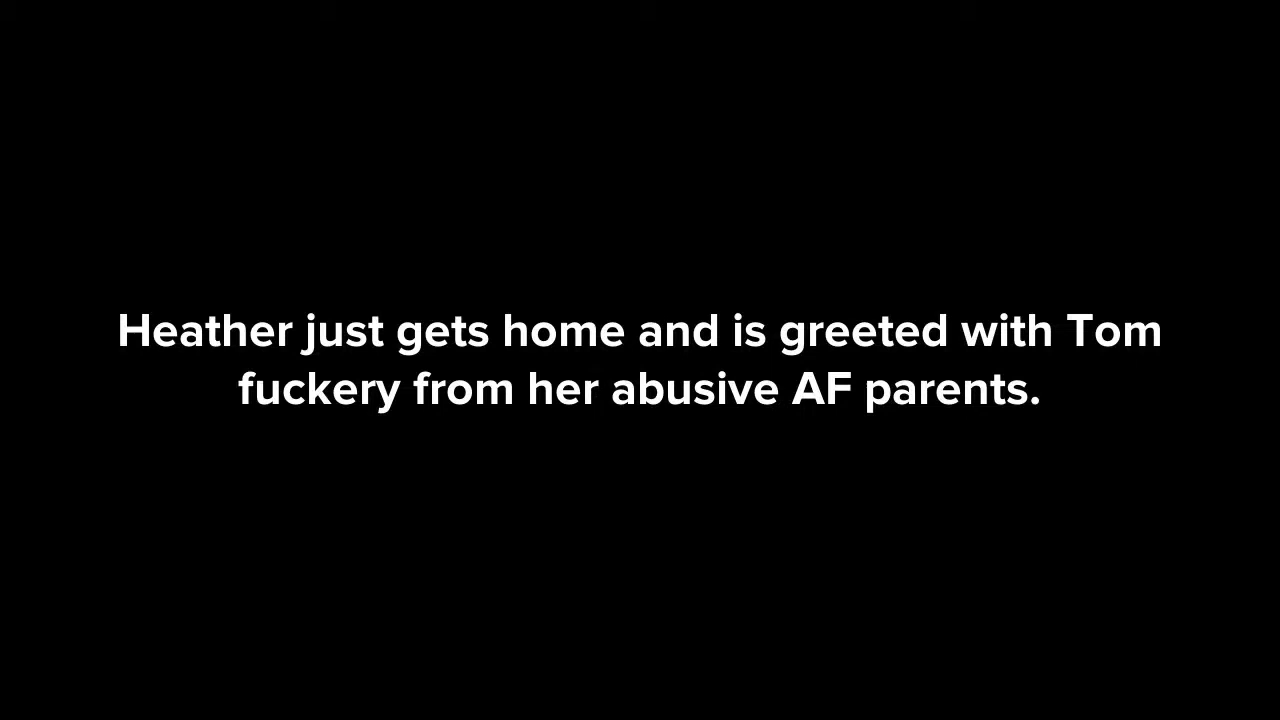 Heather just gets home and is greeted with Tom
fuckery from her abusive AF parents.